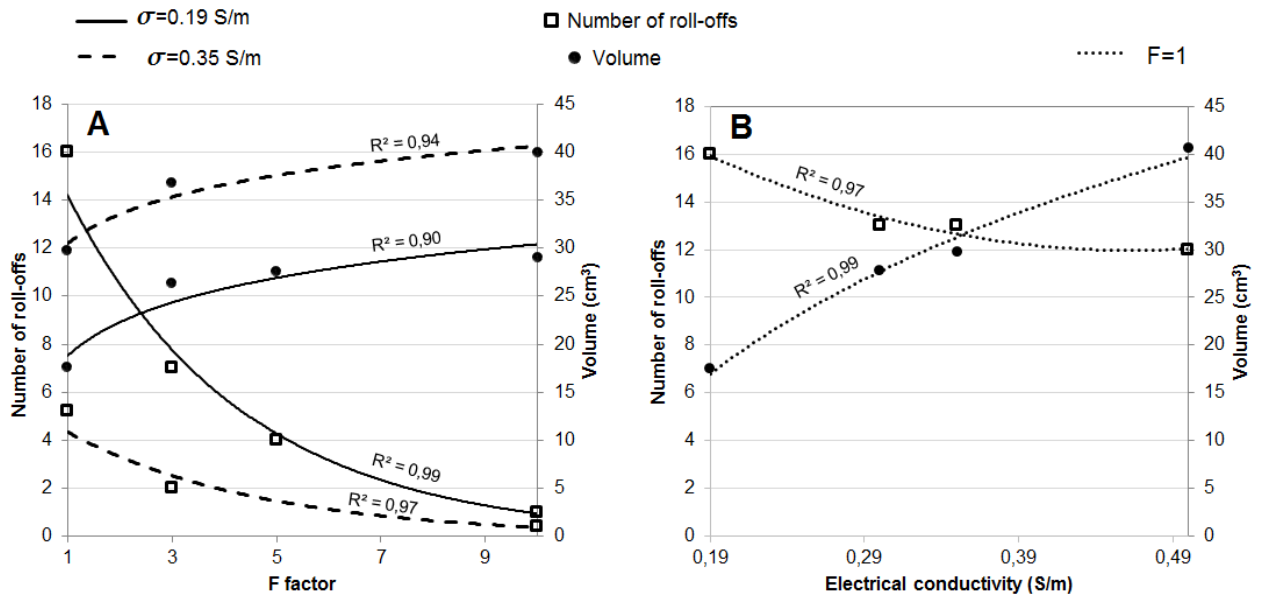 σ=0.19 S/m
Number of roll-offs
σ=0.35 S/m
Volume
F=1
A
R² = 0,94
R² = 0,90
R² = 0,99
R² = 0,97
18
16
14
12
10
8
6
4
2
0
45
40
35
30
25
20
15
10
5
0
1
3
5
7
9
Number of roll-offs
Volume (cm³)
F factor
B
R² = 0,97
R² = 0,99
18
16
14
12
10
8
6
4
2
0
45
40
35
30
25
20
15
10
5
0
0,19
0,29
0,39
0,49
Number of roll-offs
Volume (cm³)
Electrical conductivity (S/m)